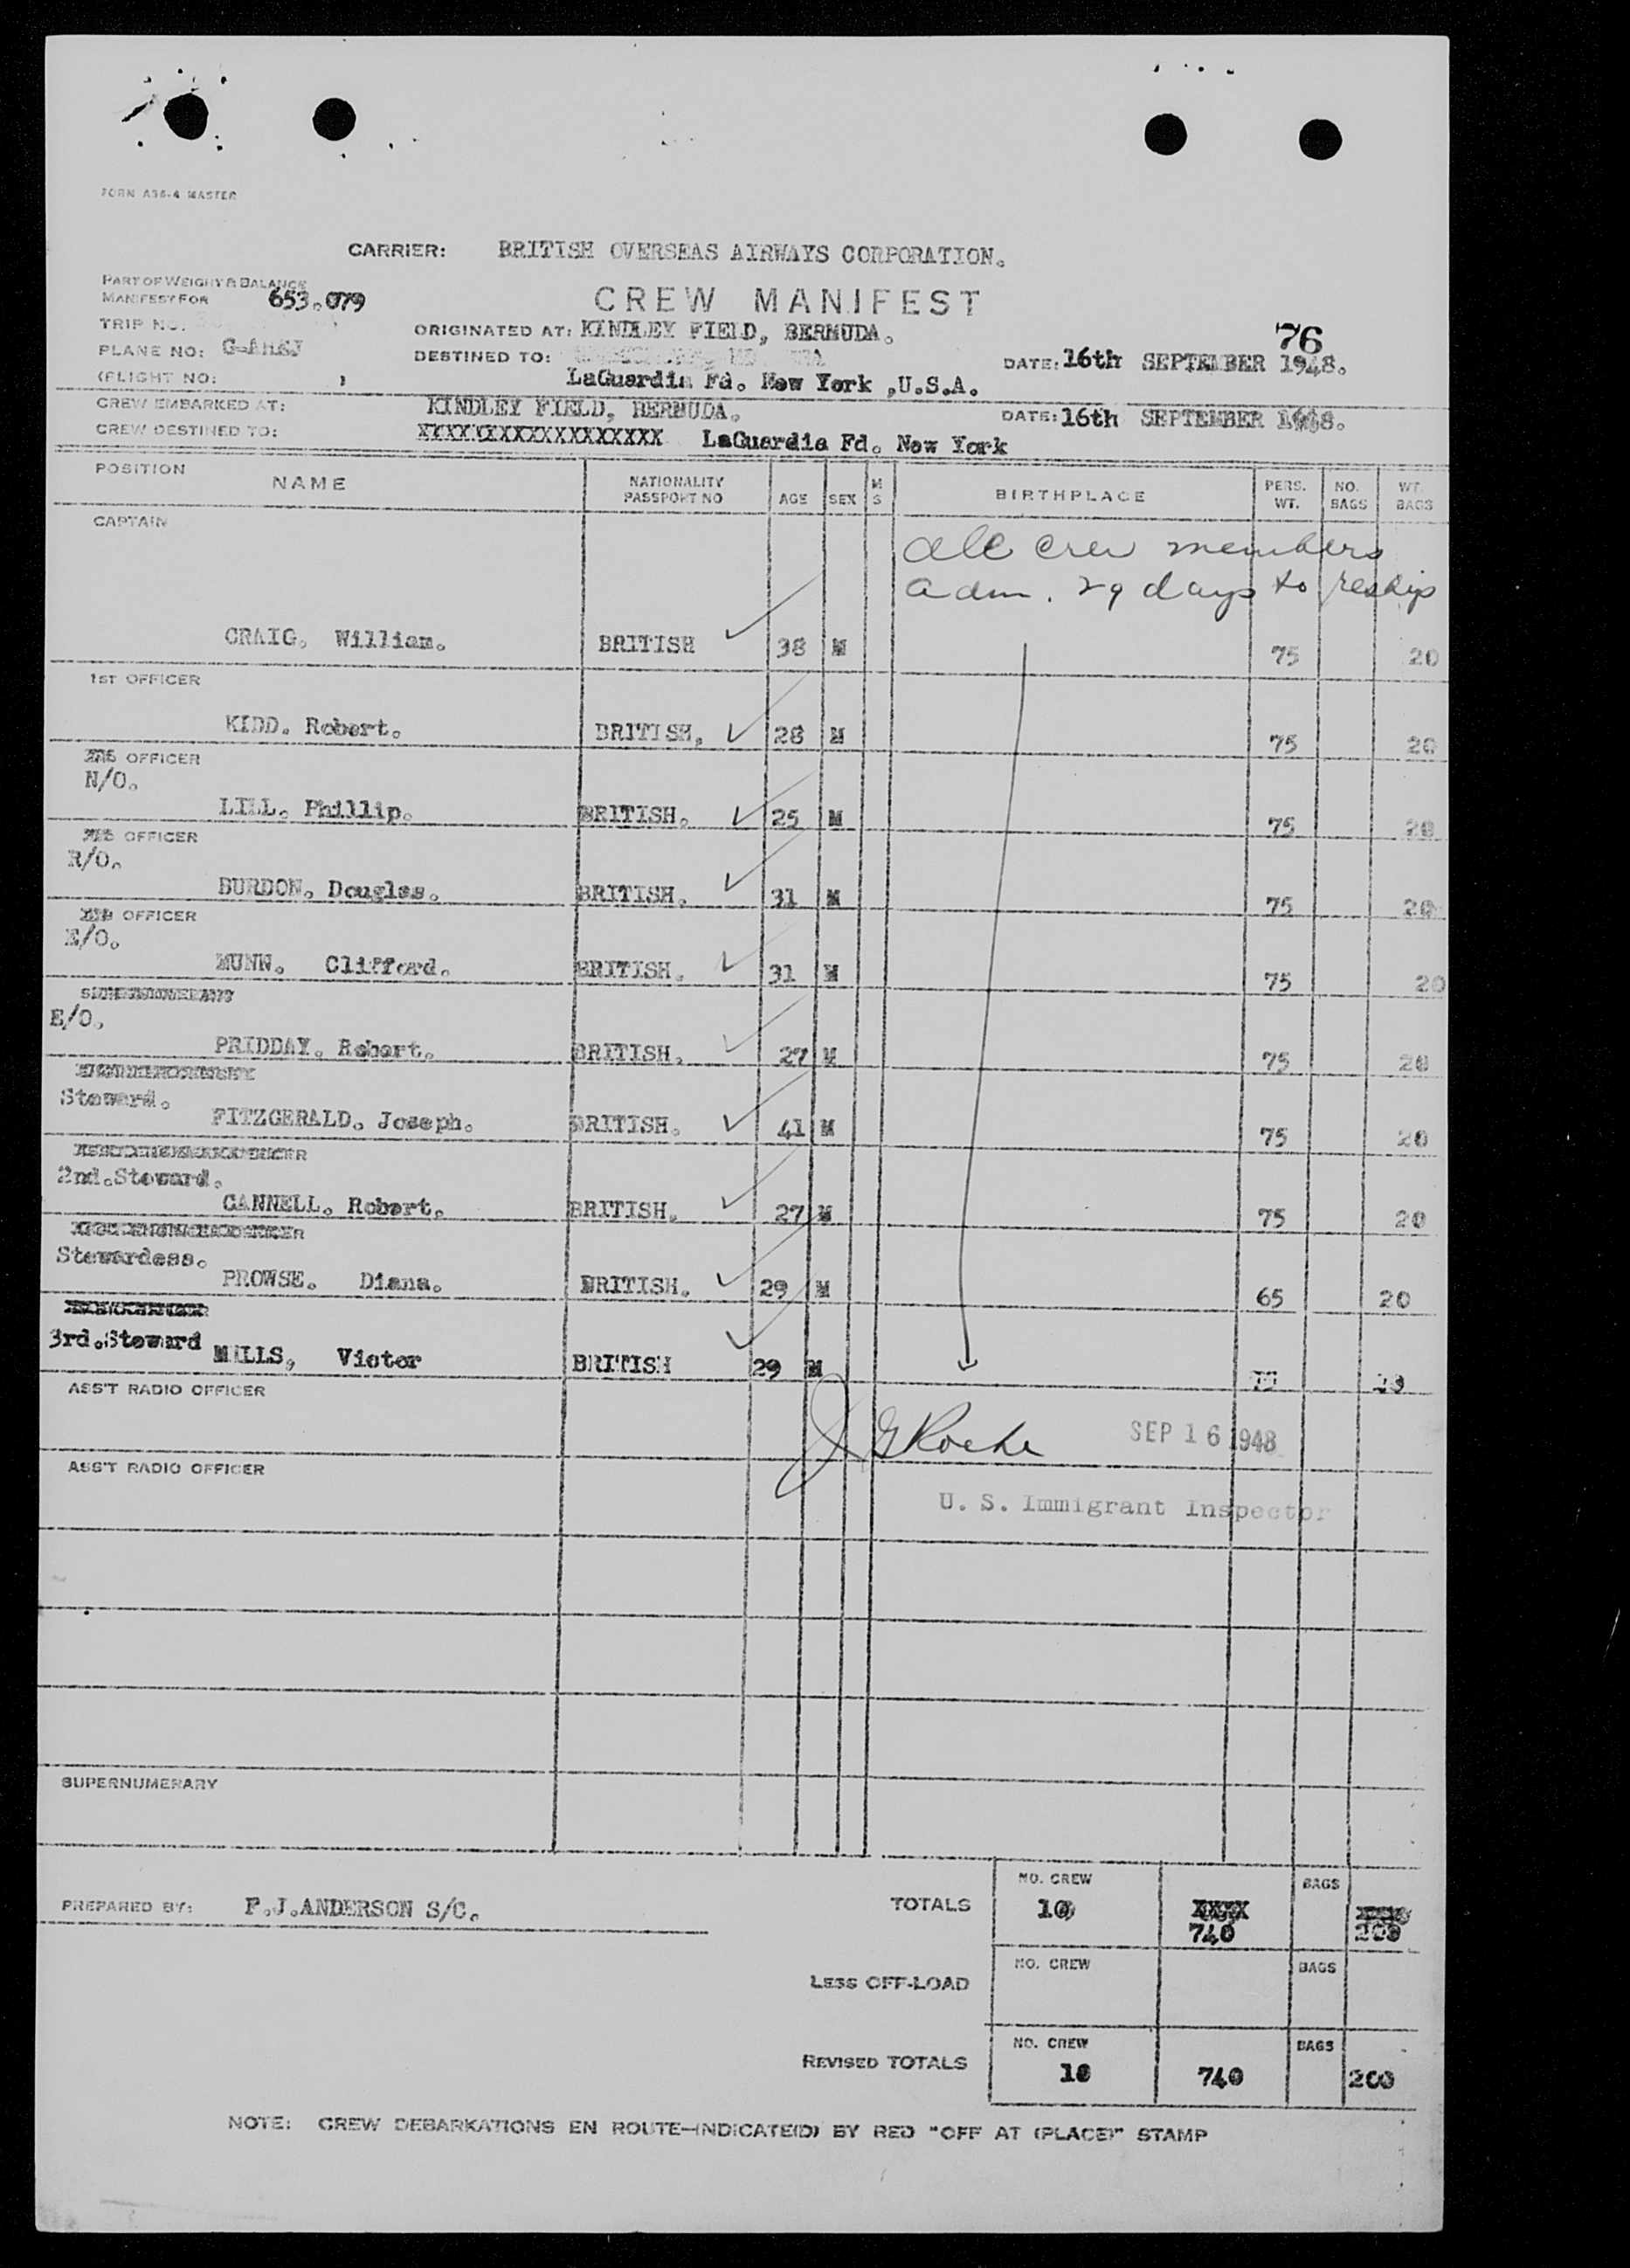 FORM A36-4 MASTER
CARRIER: BRITISH OVERSEAS AIRWAYS CORPORATION.
PART OF WEIGHT & BALANCE
MANIFEST FOR 653.079
CREW MANIFEST
TRIP NO.
ORIGINATED AT: KINDLEY FIELD, BERMUDA.
76
PLANE NO:
DESTINED TO:
DATE: 16th SEPTEMBER 1948.
(FLIGHT NO: )
LaGuardia Fd. New York ,U.S.A.
CREW EMBARKED AT: KINDLEY FIELD, BERMUDA. DATE: 16th SEPTEMBER 1948.
CREW DESTINED TO: XXXXXXXXXXXXXXXXXXXX LaGuardia Fd. New York
POSITION NAME NATIONALITY PASSPORT NO AGE SEX M S BIRTHPLACE PERS. WT. NO. BAGS WT. BAGS
CAPTAIN
all crew members
adm. 29 days to reship
CRAIG. William. BRITISH 38 M 75 20
1ST OFFICER
KIDD. Robert. BRITISH. 28 M 75 20
OFFICER
N/O.
LILL. Phillip. BRITISH. 25 M 75 20
OFFICER
R/O.
BURDON. Douglas. BRITISH. 31 M 75 20
OFFICER
E/O.
MUNN. Clifford. BRITISH. 31 M 75 20
E/O.
PRIDDAY. Robert. BRITISH. 27 M 75 20
Steward.
FITZGERALD. Joseph. BRITISH. 41 M 75 20
2nd.Steward.
CANNELL. Robert. BRITISH. 27 M 75 20
Stewardess.
PROWSE. Diana. BRITISH. 29 M 65 20
3rd.Steward MILLS, Victor BRITISH 29 M 75 20
ASS'T RADIO OFFICER
J G Roche SEP 16 1948
ASS'T RADIO OFFICER
U. S. Immigrant Inspector
SUPERNUMERARY
PREPARED BY: F.J.ANDERSON S/C.
TOTALS NO. CREW 10 XXXX 740 BAGS 200
LESS OFF-LOAD NO. CREW BAGS
REVISED TOTALS NO. CREW 10 740 BAGS 200
NOTE: CREW DEBARKATIONS EN ROUTE—INDICATE(D) BY RED "OFF AT (PLACE)" STAMP